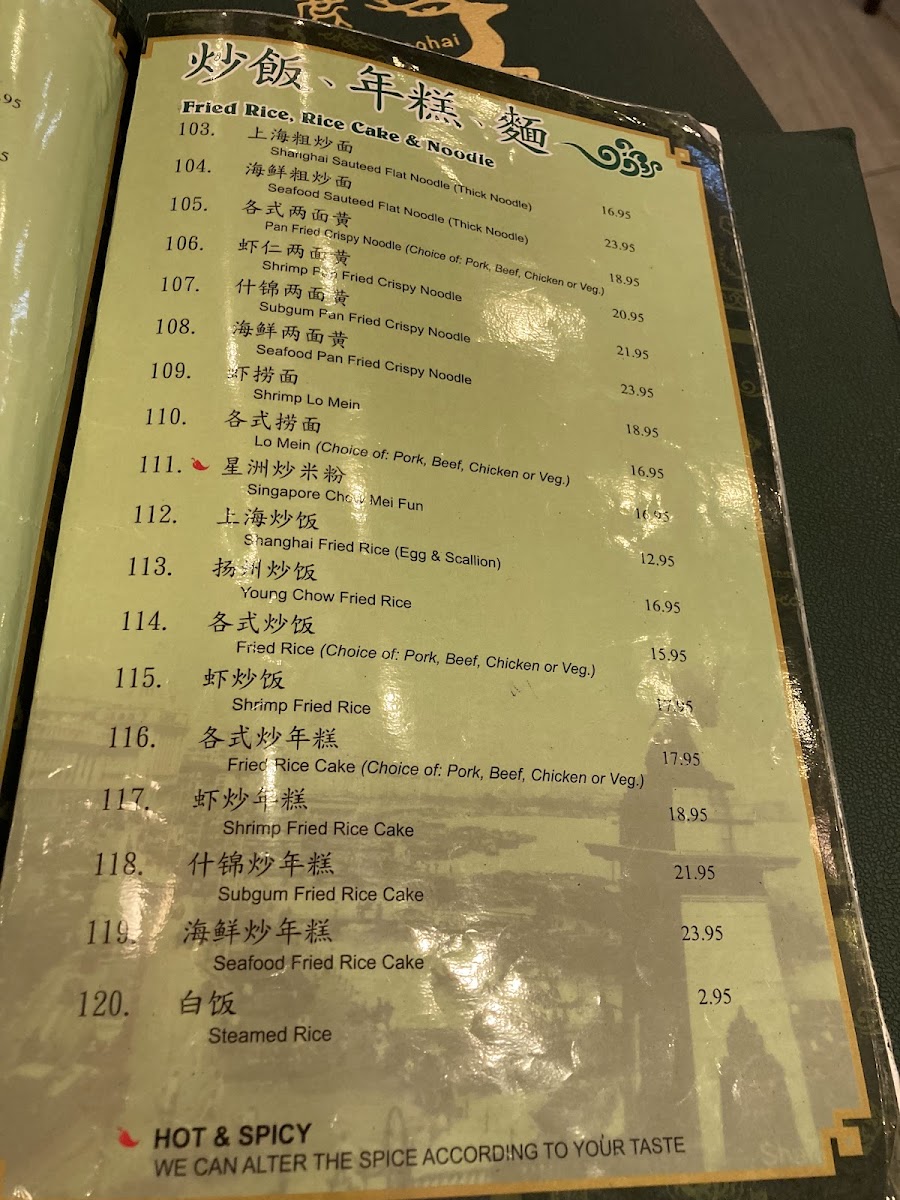 炒飯、年糕、麵
Fried Rice, Rice Cake & Noodle
103. 上海粗炒面
Shanghai Sauteed Flat Noodle (Thick Noodle) 16.95
104. 海鲜粗炒面
Seafood Sauteed Flat Noodle (Thick Noodle) 23.95
105. 各式两面黄
Pan Fried Crispy Noodle (Choice of: Pork, Beef, Chicken or Veg.) 18.95
106. 虾仁两面黄
Shrimp Pan Fried Crispy Noodle 20.95
107. 什锦两面黄
Subgum Pan Fried Crispy Noodle 21.95
108. 海鲜两面黄
Seafood Pan Fried Crispy Noodle 23.95
109. 虾捞面
Shrimp Lo Mein 18.95
110. 各式捞面
Lo Mein (Choice of: Pork, Beef, Chicken or Veg.) 16.95
111. 星洲炒米粉
Singapore Chow Mei Fun 16.95
112. 上海炒饭
Shanghai Fried Rice (Egg & Scallion) 12.95
113. 扬州炒饭
Young Chow Fried Rice 16.95
114. 各式炒饭
Fried Rice (Choice of: Pork, Beef, Chicken or Veg.) 15.95
115. 虾炒饭
Shrimp Fried Rice 17.95
116. 各式炒年糕
Fried Rice Cake (Choice of: Pork, Beef, Chicken or Veg.) 17.95
117. 虾炒年糕
Shrimp Fried Rice Cake 18.95
118. 什锦炒年糕
Subgum Fried Rice Cake 21.95
119. 海鲜炒年糕
Seafood Fried Rice Cake 23.95
120. 白饭 2.95
Steamed Rice
HOT & SPICY
WE CAN ALTER THE SPICE ACCORDING TO YOUR TASTE